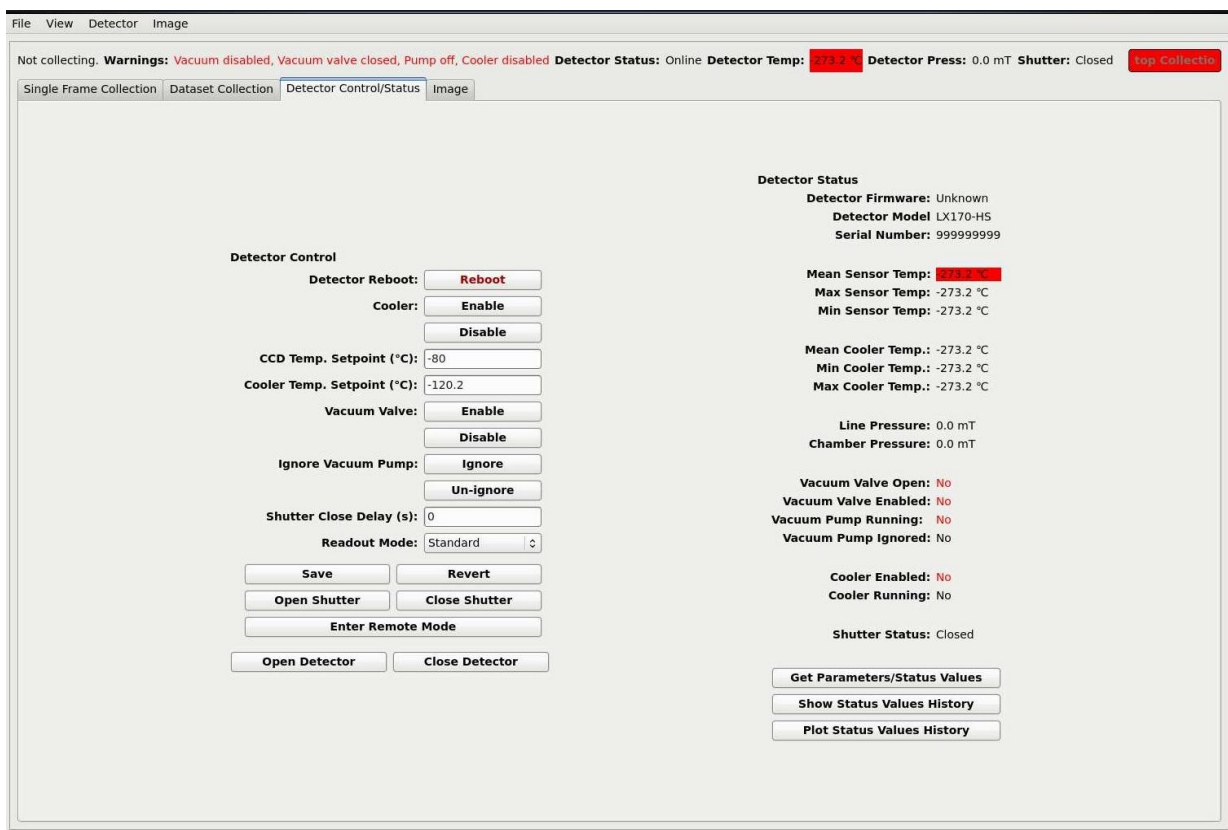 File View Detector Image
Not collecting. Warnings: Vacuum disabled, Vacuum valve closed, Pump off, Cooler disabled Detector Status: Online Detector Temp: -273.2 °C Detector Press: 0.0 mT Shutter: Closed top Collectio
Single Frame Collection Dataset Collection Detector Control/Status Image
Detector Control
Detector Reboot: Reboot
Cooler: Enable
Disable
CCD Temp. Setpoint (°C): -80
Cooler Temp. Setpoint (°C): -120.2
Vacuum Valve: Enable
Disable
Ignore Vacuum Pump: Ignore
Un-ignore
Shutter Close Delay (s): 0
Readout Mode: Standard
Save Revert
Open Shutter Close Shutter
Enter Remote Mode
Open Detector Close Detector
Detector Status
Detector Firmware: Unknown
Detector Model LX170-HS
Serial Number: 999999999
Mean Sensor Temp: -273.2 °C
Max Sensor Temp: -273.2 °C
Min Sensor Temp: -273.2 °C
Mean Cooler Temp.: -273.2 °C
Min Cooler Temp.: -273.2 °C
Max Cooler Temp.: -273.2 °C
Line Pressure: 0.0 mT
Chamber Pressure: 0.0 mT
Vacuum Valve Open: No
Vacuum Valve Enabled: No
Vacuum Pump Running: No
Vacuum Pump Ignored: No
Cooler Enabled: No
Cooler Running: No
Shutter Status: Closed
Get Parameters/Status Values
Show Status Values History
Plot Status Values History